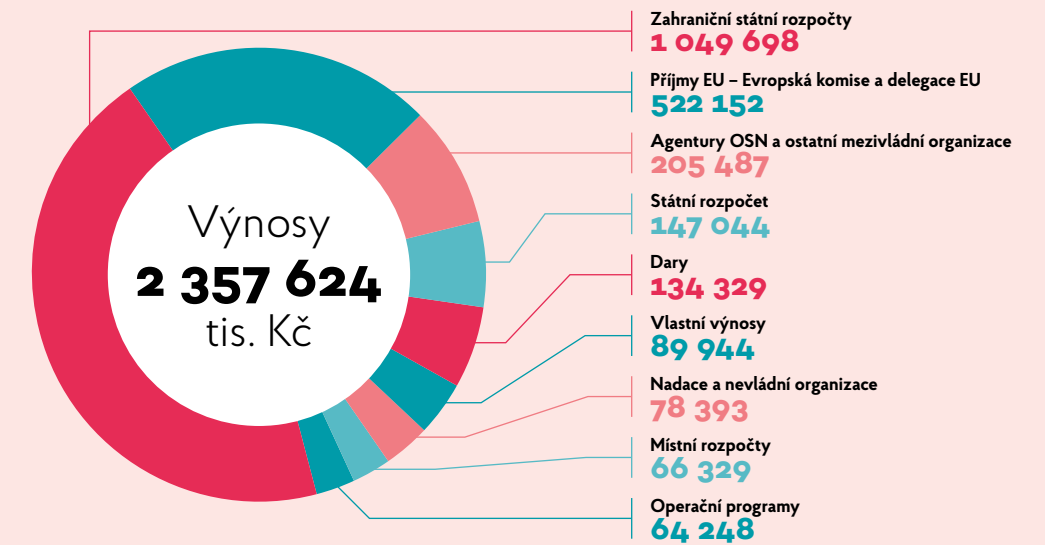 Výnosy
2 357 624
tis. Kč
Zahraniční státní rozpočty
1 049 698
Příjmy EU – Evropská komise a delegace EU
522 152
Agentury OSN a ostatní mezivládní organizace
205 487
Státní rozpočet
147 044
Dary
134 329
Vlastní výnosy
89 944
Nadace a nevládní organizace
78 393
Místní rozpočty
66 329
Operační programy
64 248